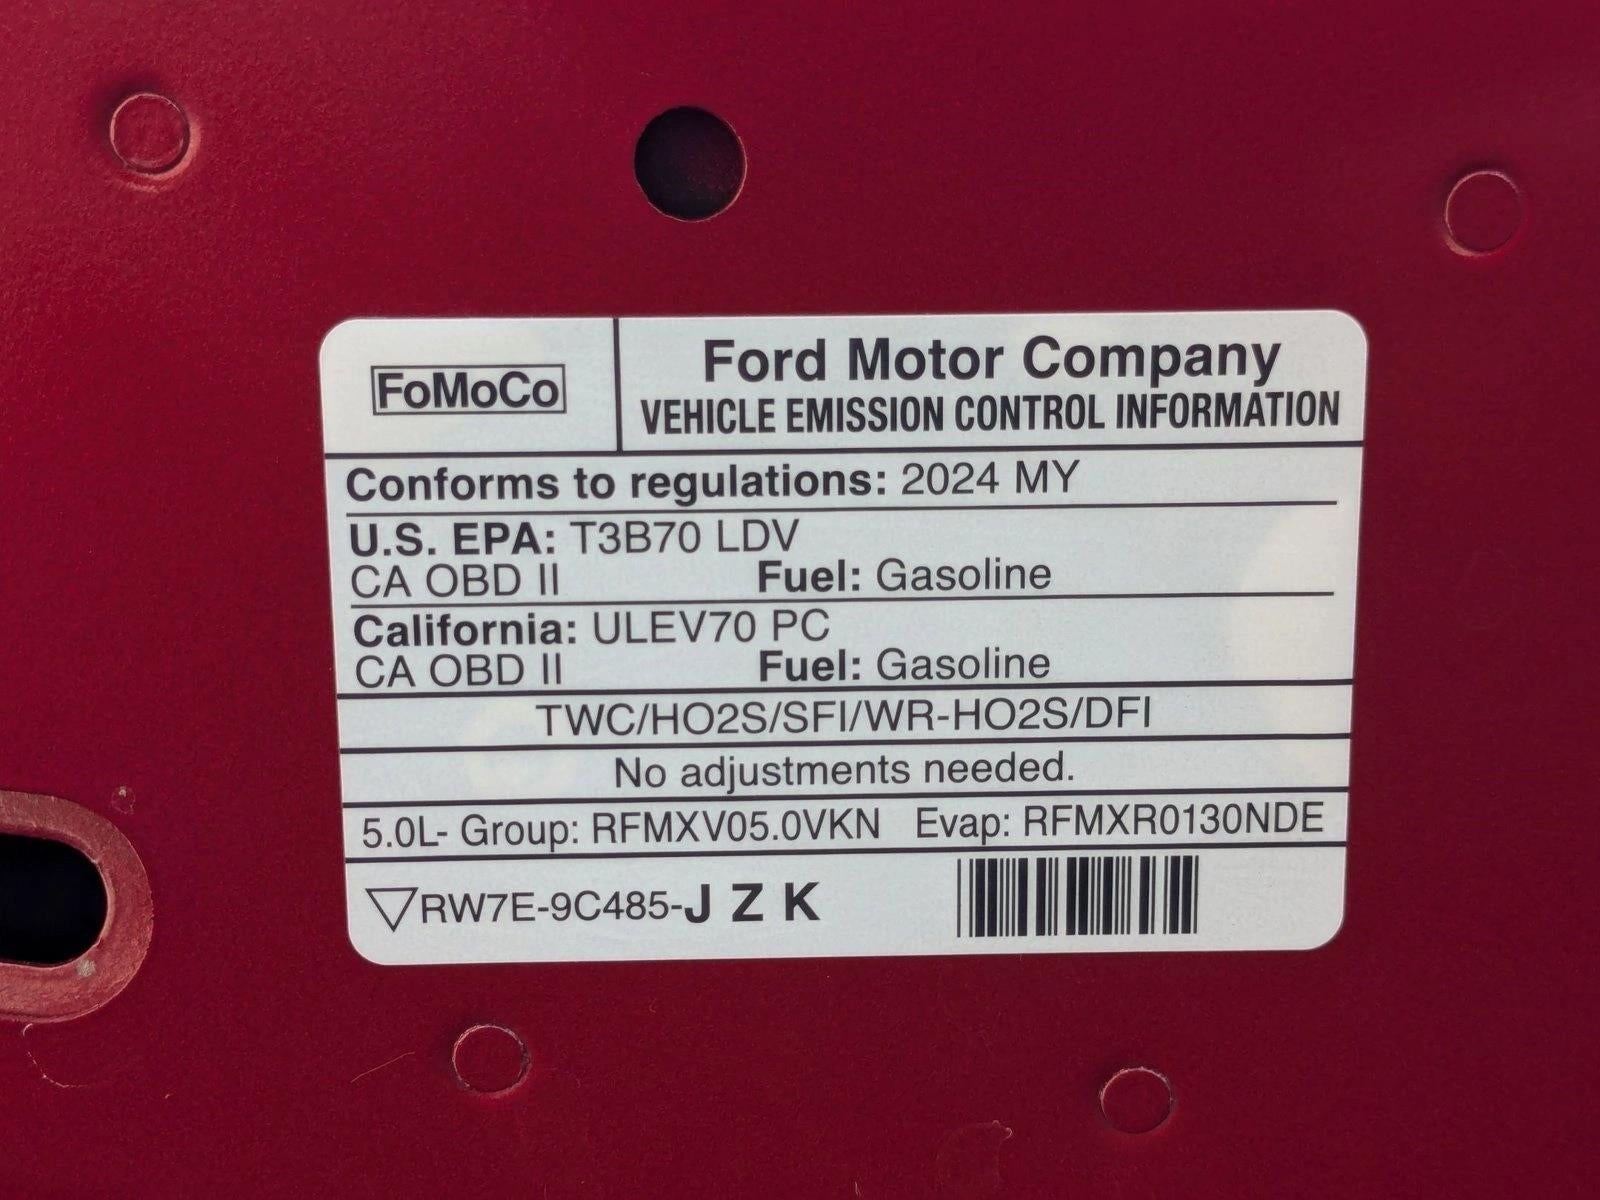 FoMoCo
Ford Motor Company
VEHICLE EMISSION CONTROL INFORMATION
Conforms to regulations: 2024 MY
U.S. EPA: T3B70 LDV
CA OBD II Fuel: Gasoline
California: ULEV70 PC
CA OBD II Fuel: Gasoline
TWC/HO2S/SFI/WR-HO2S/DFI
No adjustments needed.
5.0L- Group: RFMXV05.0VKN Evap: RFMXR0130NDE
RW7E-9C485-J Z K